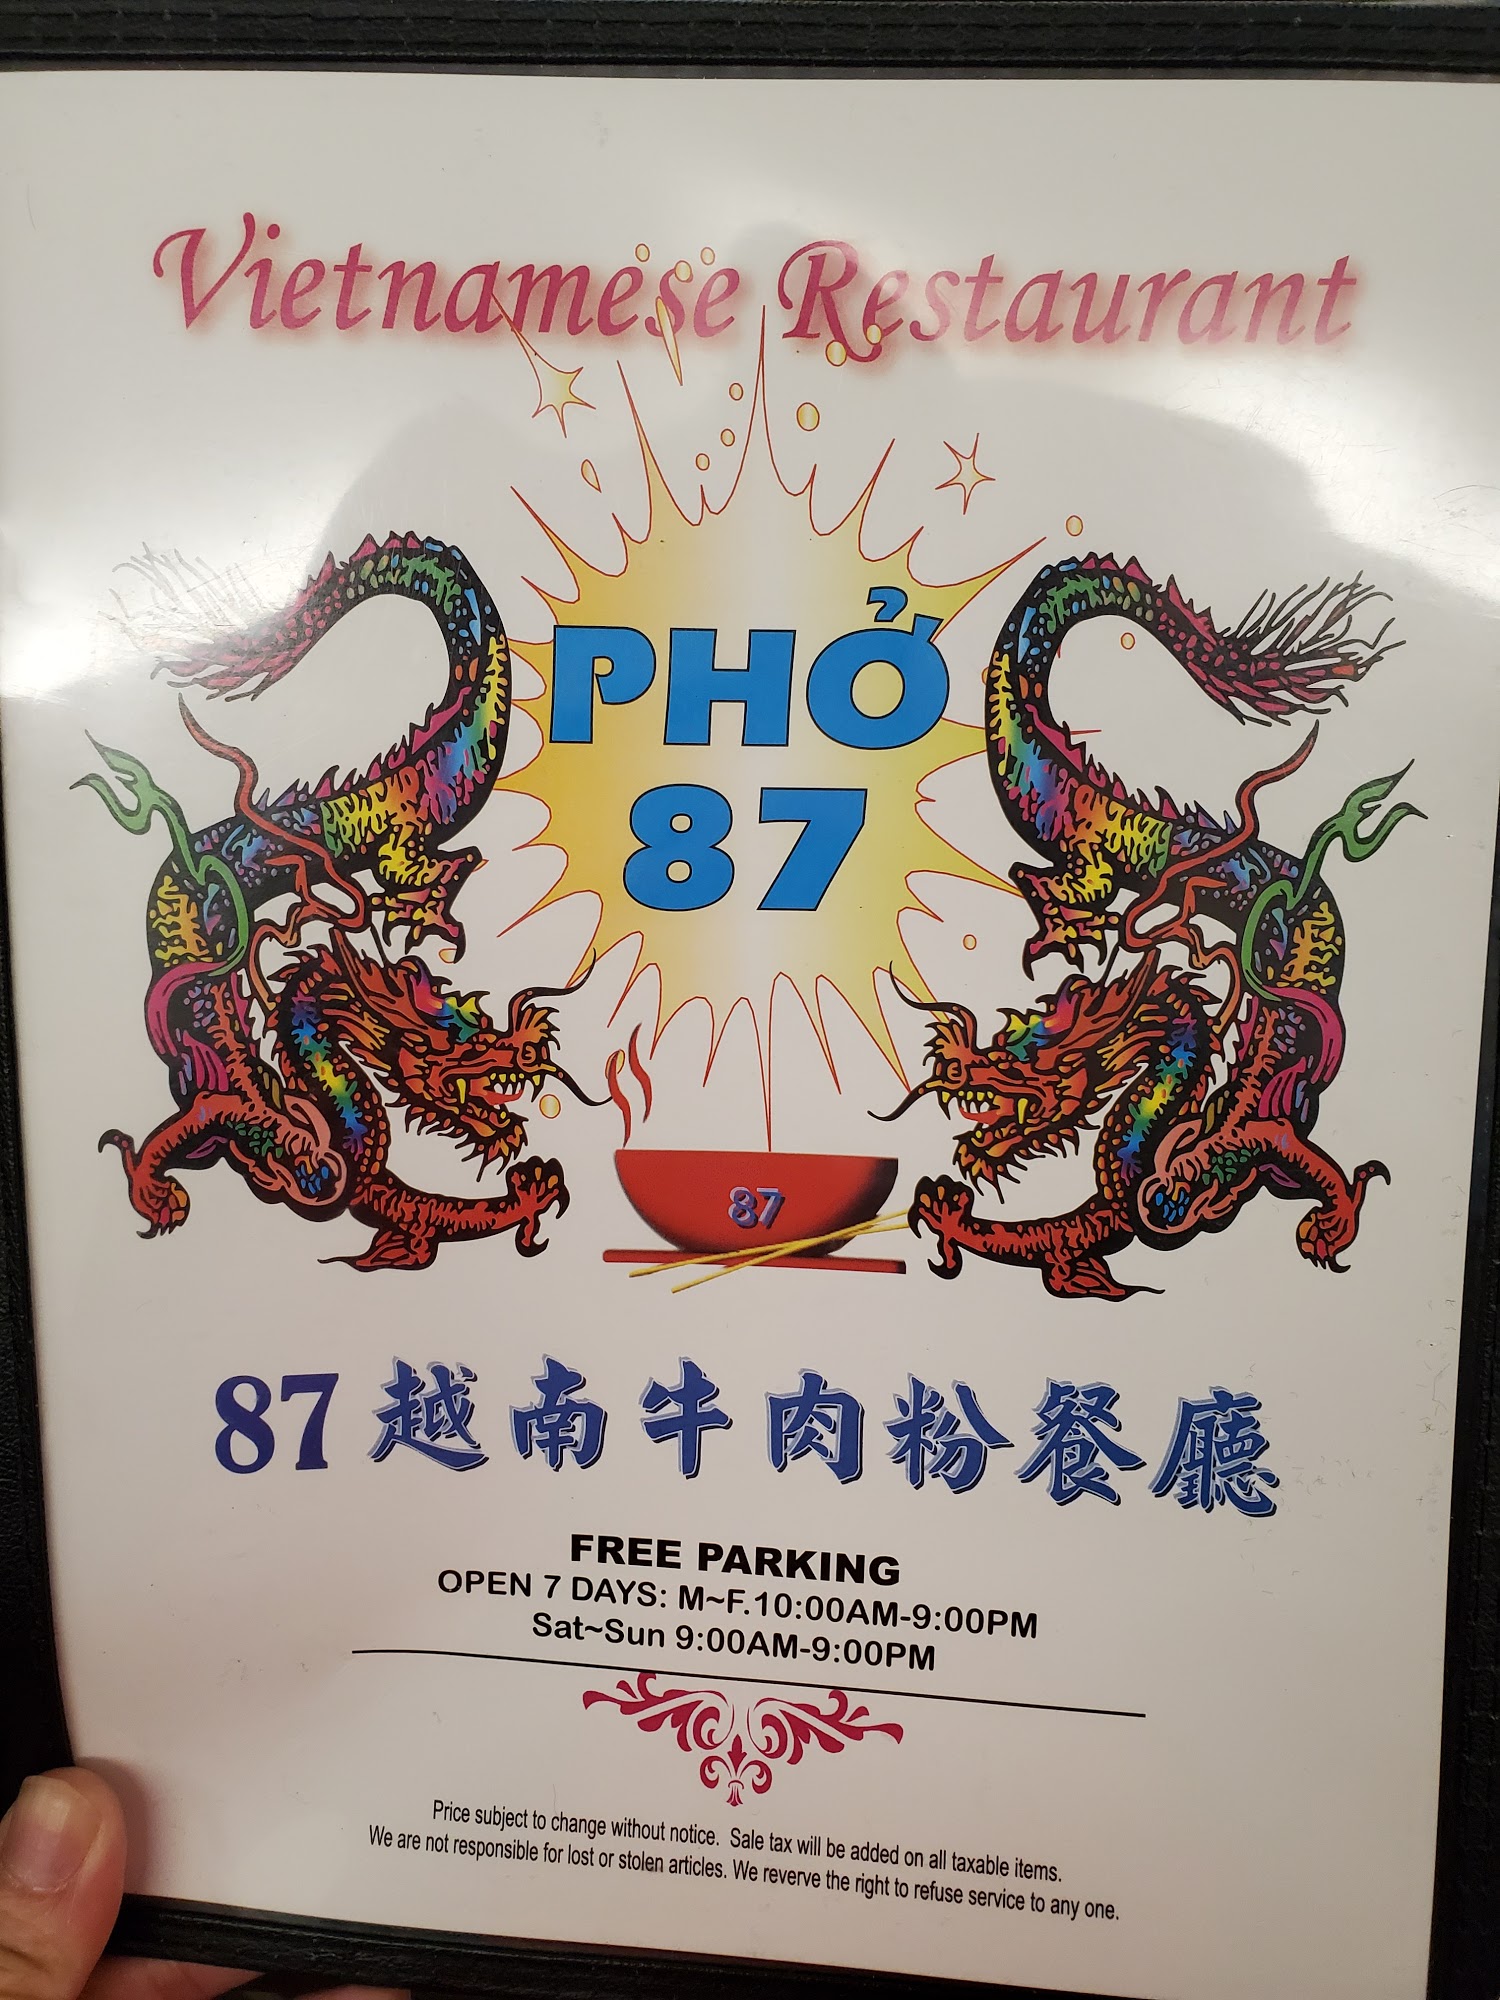 Vietnamese Restaurant
PHỞ
87
87
87 越南牛肉粉餐廳
FREE PARKING
OPEN 7 DAYS: M~F.10:00AM-9:00PM
Sat~Sun 9:00AM-9:00PM
Price subject to change without notice. Sale tax will be added on all taxable items.
We are not responsible for lost or stolen articles. We reverve the right to refuse service to any one.